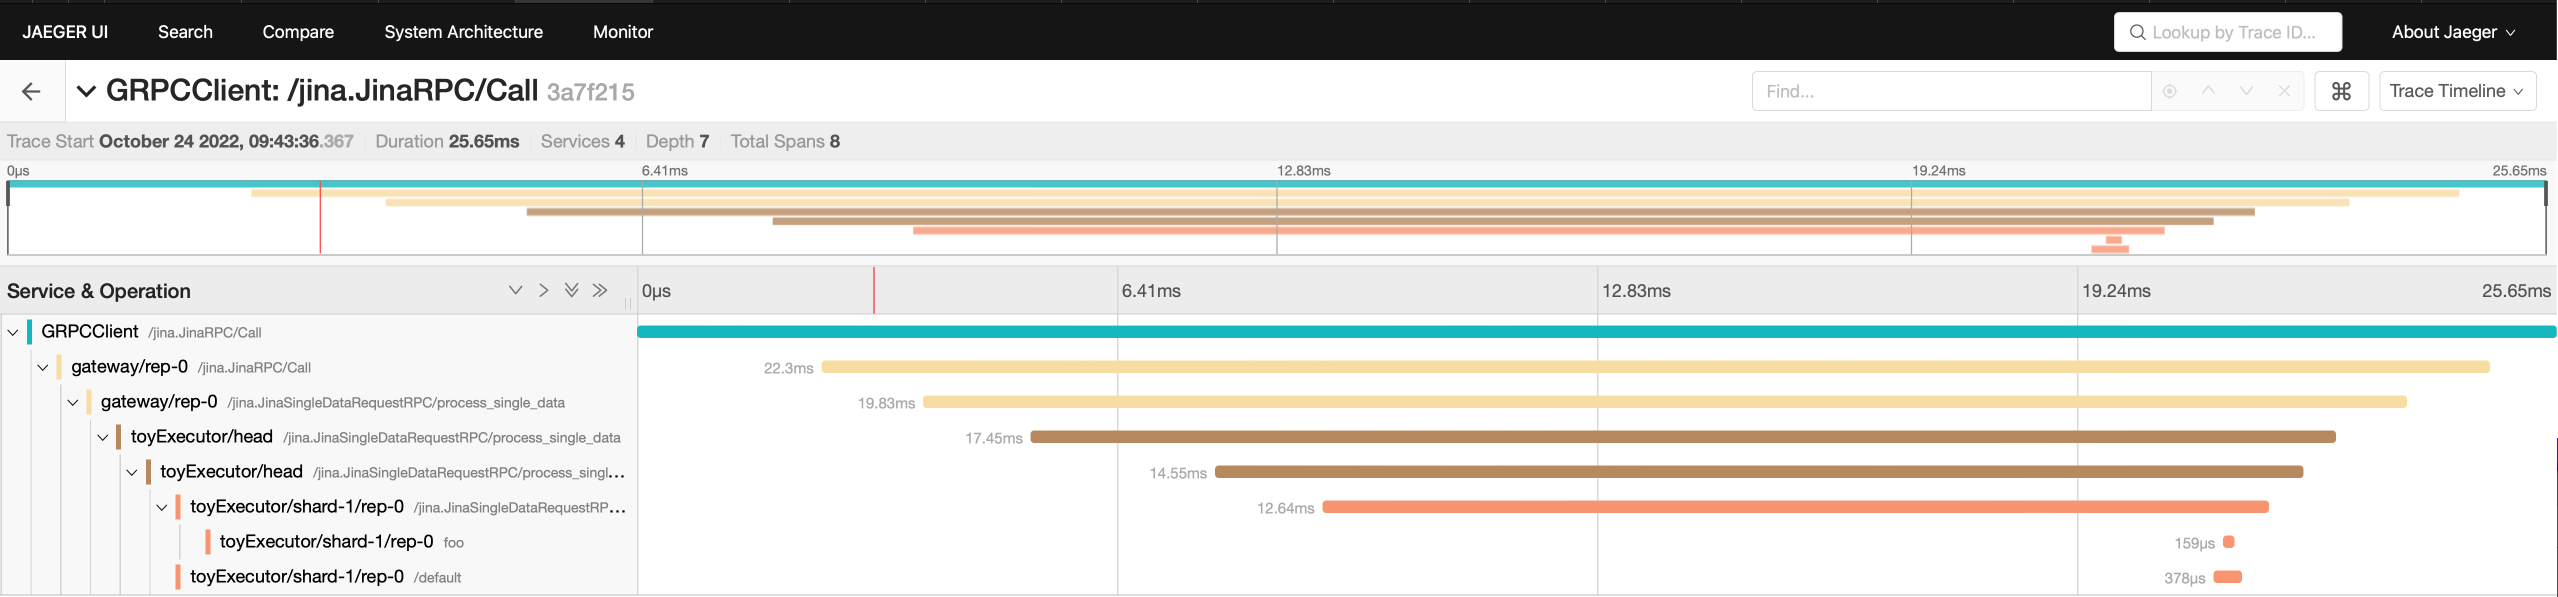 JAEGER UI Search Compare System Architecture Monitor Lookup by Trace ID... About Jaeger
GRPCClient: /jina.JinaRPC/Call 3a7f215 Find... Trace Timeline
Trace Start October 24 2022, 09:43:36.367 Duration 25.65ms Services 4 Depth 7 Total Spans 8
0μs 6.41ms 12.83ms 19.24ms 25.65ms
Service & Operation 0μs 6.41ms 12.83ms 19.24ms 25.65ms
GRPCClient /jina.JinaRPC/Call
gateway/rep-0 /jina.JinaRPC/Call 22.3ms
gateway/rep-0 /jina.JinaSingleDataRequestRPC/process_single_data 19.83ms
toyExecutor/head /jina.JinaSingleDataRequestRPC/process_single_data 17.45ms
toyExecutor/head /jina.JinaSingleDataRequestRPC/process_singl... 14.55ms
toyExecutor/shard-1/rep-0 /jina.JinaSingleDataRequestRP... 12.64ms
toyExecutor/shard-1/rep-0 foo 159μs
toyExecutor/shard-1/rep-0 /default 378μs